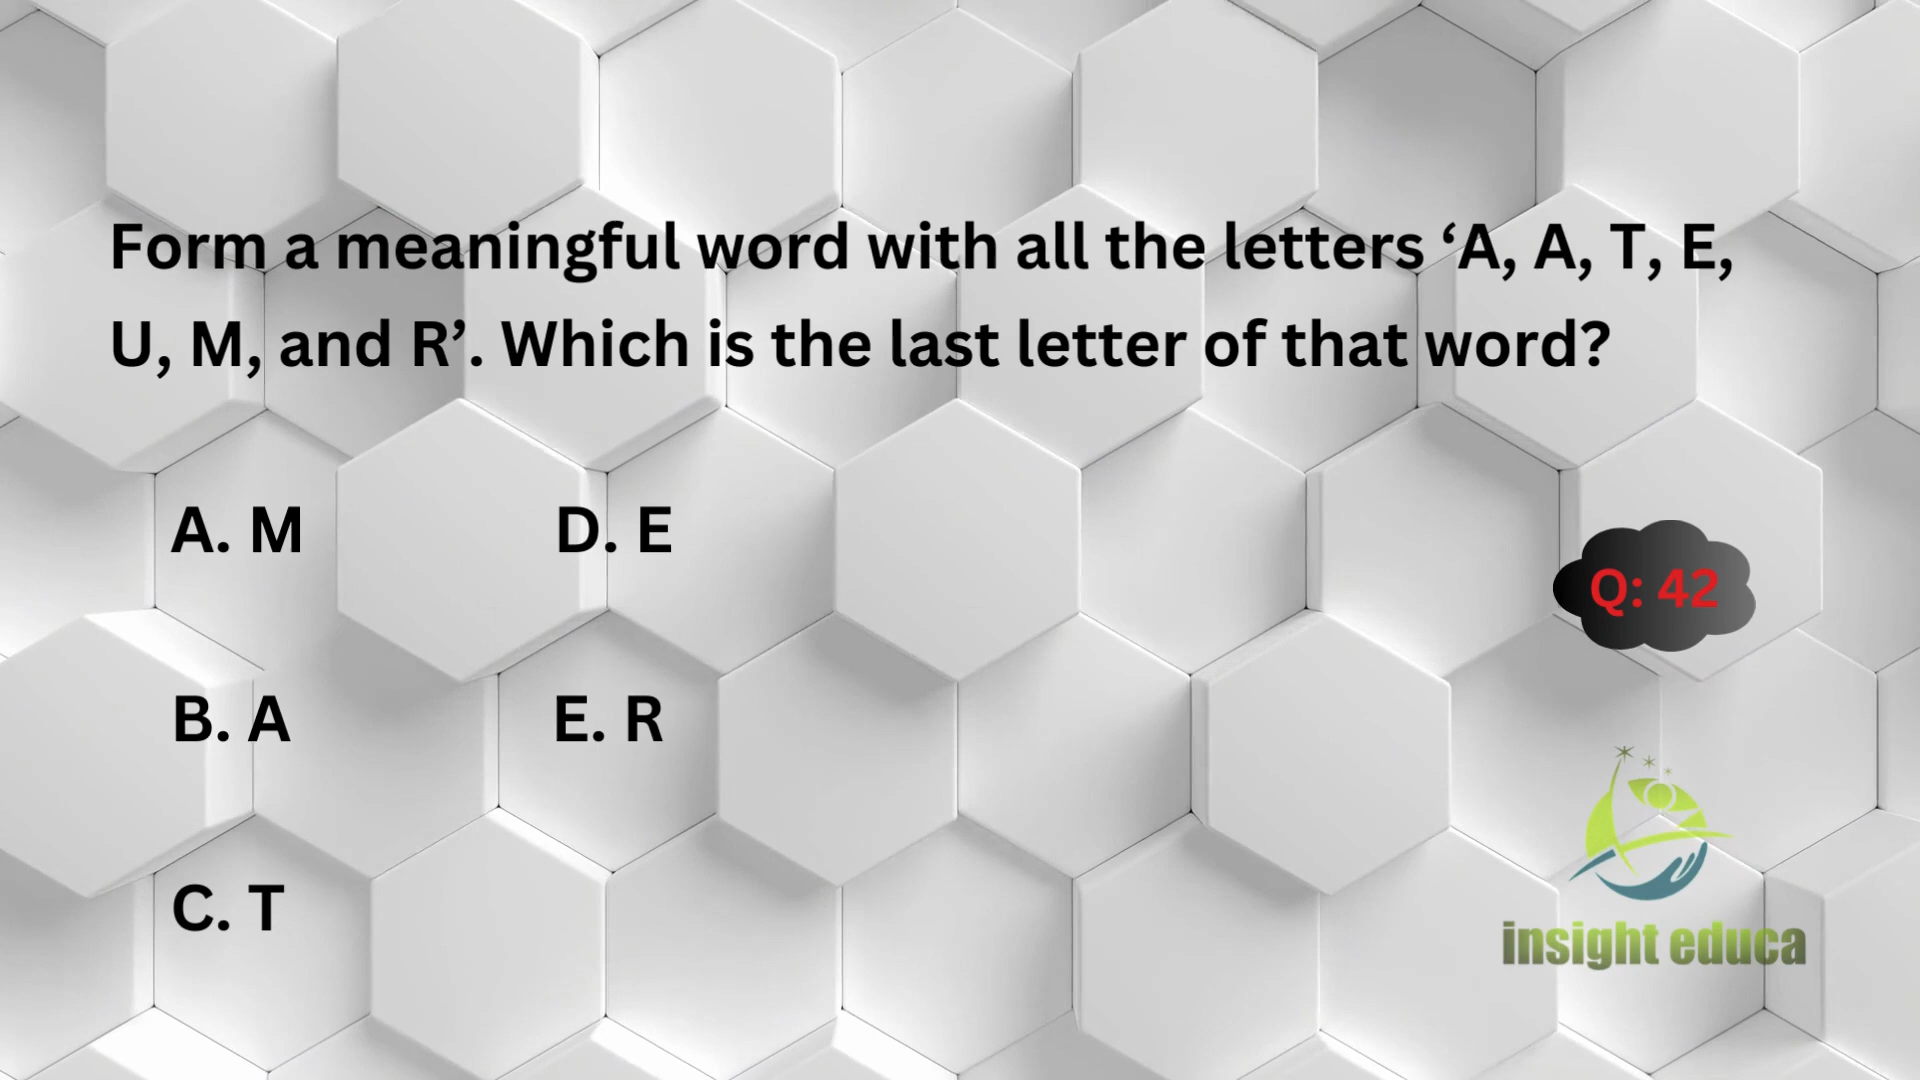 Form a meaningful word with all the letters ‘A, A, T, E,
U, M, and R’. Which is the last letter of that word?
A. M
D. E
Q: 42
B. A
E. R
C. T
insight educa